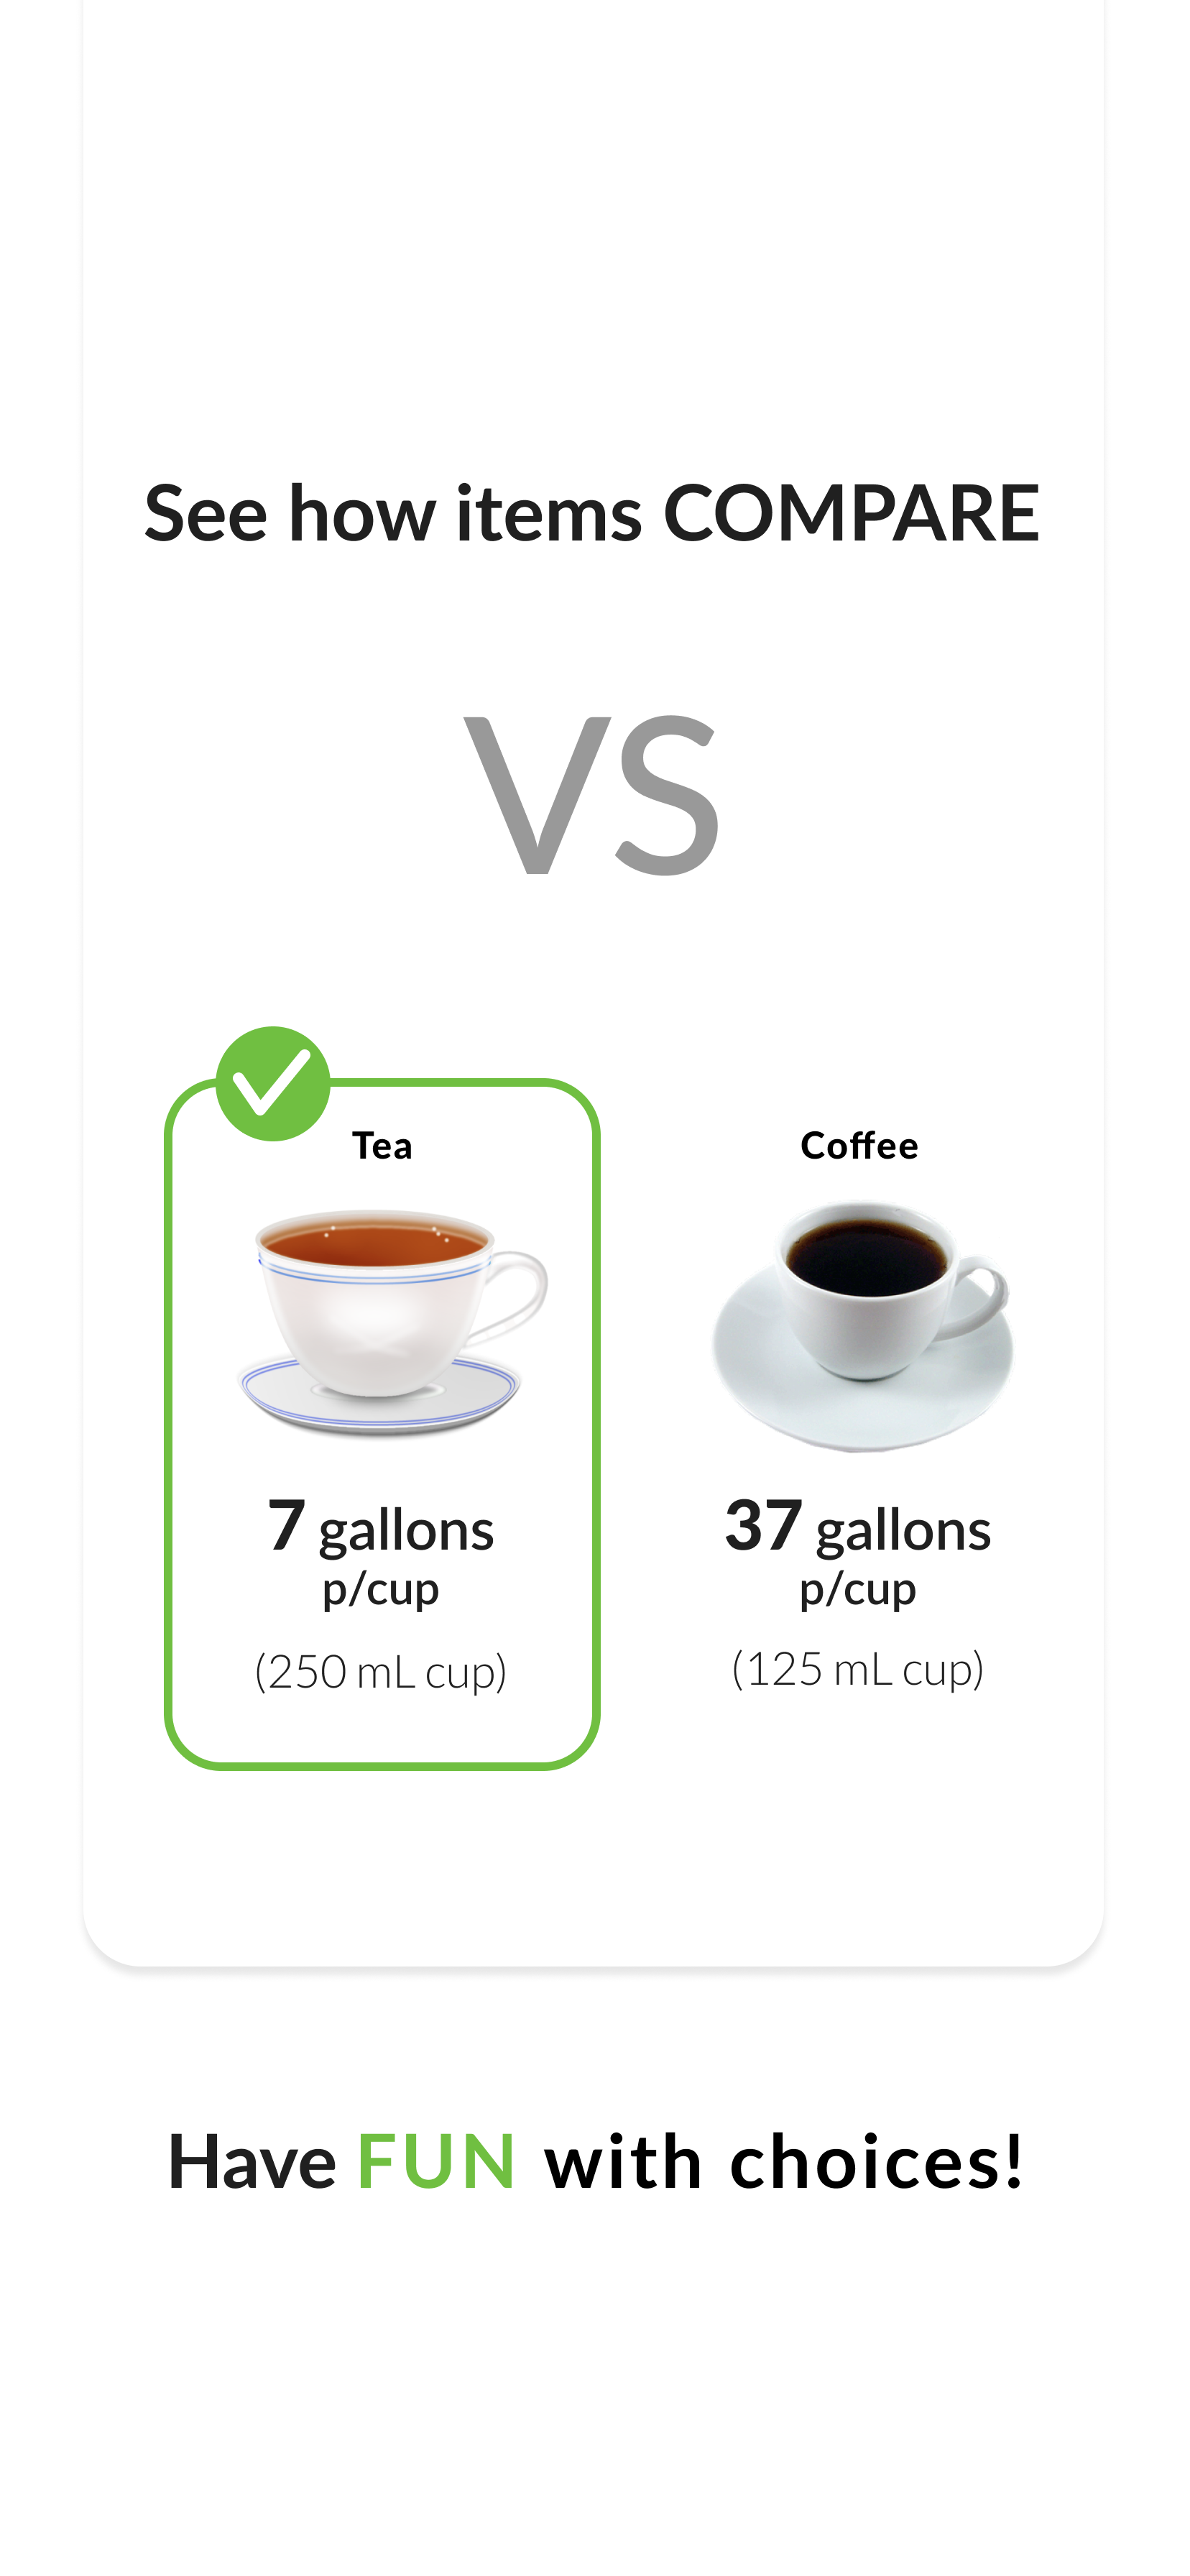 See how items COMPARE
VS
Tea
Coffee
7 gallons
p/cup
(250 mL cup)
37 gallons
p/cup
(125 mL cup)
Have FUN with choices!